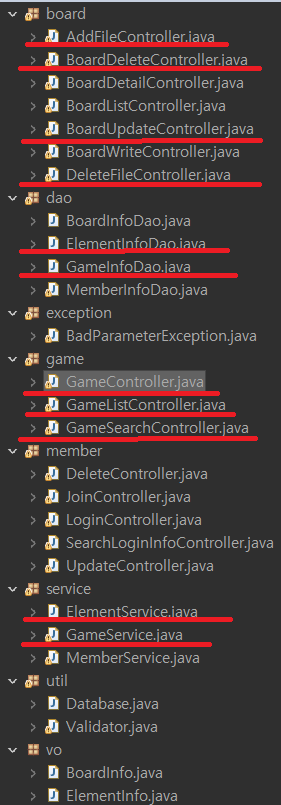 board
AddFileController.java
BoardDeleteController.java
BoardDetailController.java
BoardListController.java
BoardUpdateController.java
BoardWriteController.java
DeleteFileController.java
dao
BoardInfoDao.java
ElementInfoDao.java
GameInfoDao.java
MemberInfoDao.java
exception
BadParameterException.java
game
GameController.java
GameListController.java
GameSearchController.java
member
DeleteController.java
JoinController.java
LoginController.java
SearchLoginInfoController.java
UpdateController.java
service
ElementService.java
GameService.java
MemberService.java
util
Database.java
Validator.java
vo
BoardInfo.java
ElementInfo.java